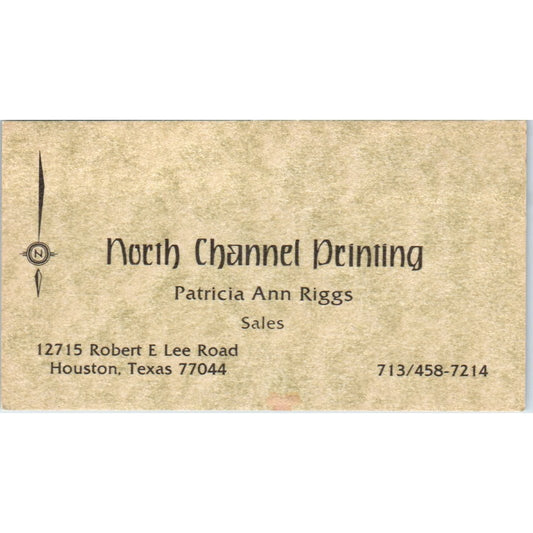 N
North Channel Printing
Patricia Ann Riggs
Sales
12715 Robert E Lee Road
Houston, Texas 77044
713/458-7214